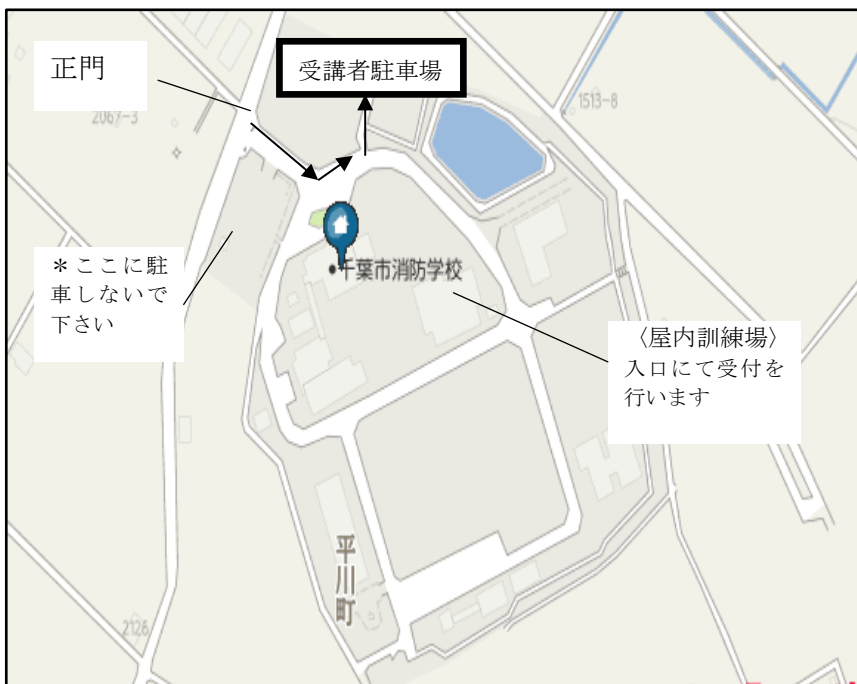 正門
受講者駐車場
2067-3
1513-8
＊ここに駐
車しないで
下さい
千葉市消防学校
〈屋内訓練場〉
入口にて受付を
行います
平川町
2126